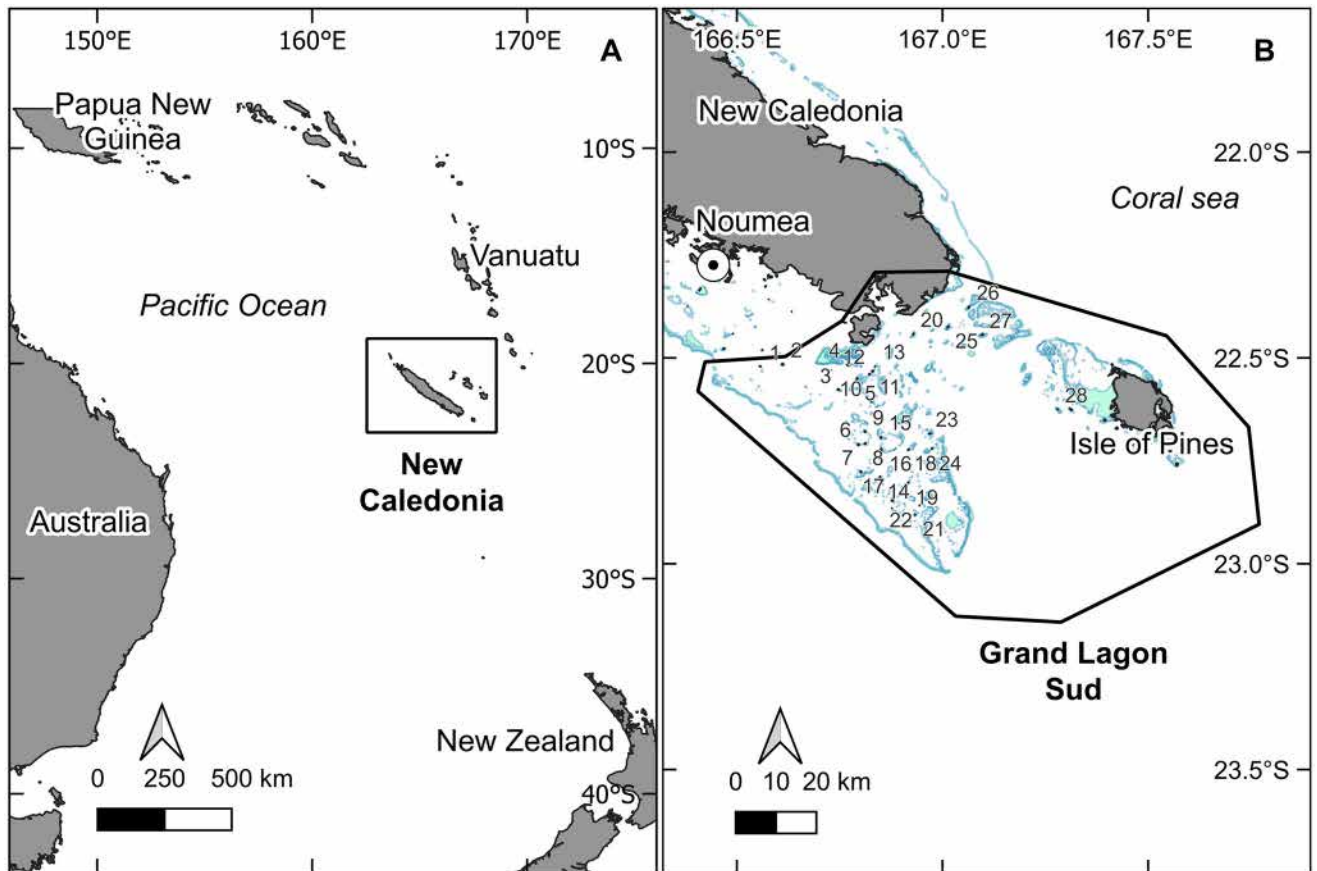 150°E 160°E 170°E A
Papua New
Guinea
10°S
Vanuatu
Pacific Ocean
20°S
New
Caledonia
Australia
30°S
New Zealand
0 250 500 km
40°S
166.5°E 167.0°E 167.5°E B
New Caledonia
22.0°S
Coral sea
Noumea
26
20 27
25
1 2 4 12 13
22.5°S
3
10 11
5
28
9 15 23
6
Isle of Pines
7 8 16 18 24
17 14 19
22 21
23.0°S
Grand Lagon
Sud
0 10 20 km
23.5°S